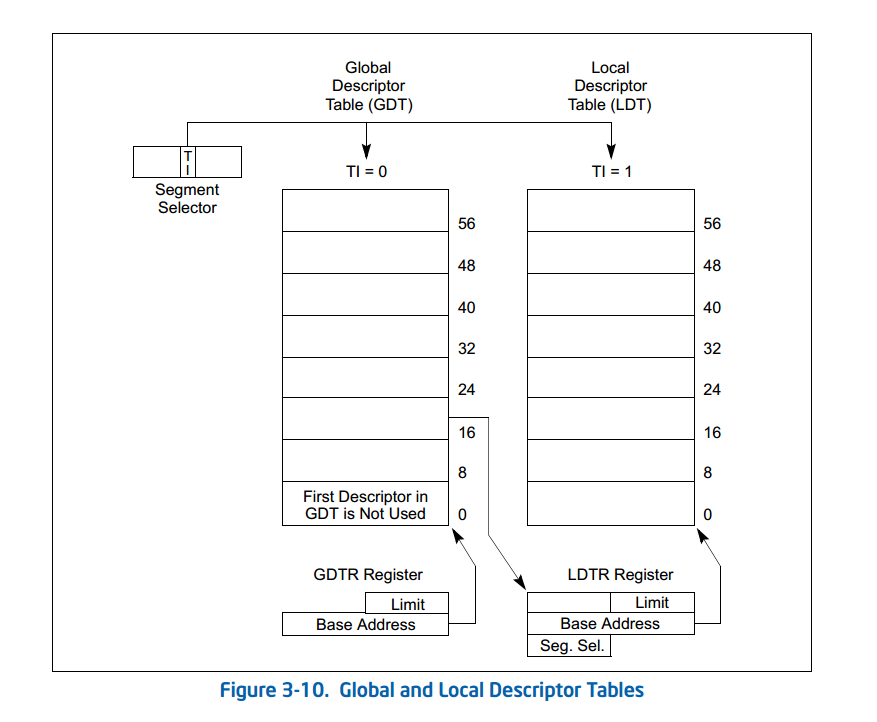 Global
Descriptor
Table (GDT)
Local
Descriptor
Table (LDT)
T
I
Segment
Selector
TI = 0
TI = 1
56
48
40
32
24
16
8
0
First Descriptor in
GDT is Not Used
56
48
40
32
24
16
8
0
GDTR Register
Limit
Base Address
LDTR Register
Limit
Base Address
Seg. Sel.
Figure 3-10. Global and Local Descriptor Tables